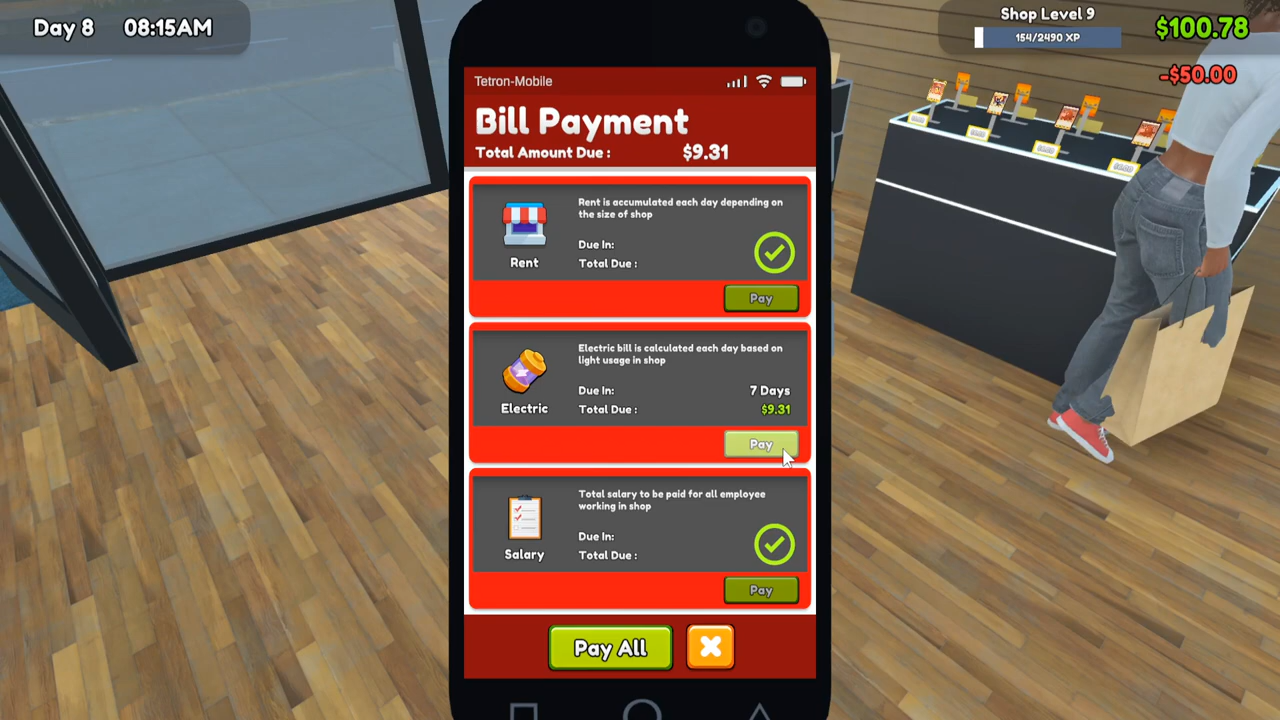 Day 8 08:15AM
Shop Level 9
154/2490 XP
$100.78
-$50.00
Tetron-Mobile
Bill Payment
Total Amount Due : $9.31
Rent is accumulated each day depending on
the size of shop
Due In:
Total Due :
Rent
Pay
Electric bill is calculated each day based on
light usage in shop
Due In: 7 Days
Total Due : $9.31
Electric
Pay
Total salary to be paid for all employee
working in shop
Due In:
Total Due :
Salary
Pay
Pay All